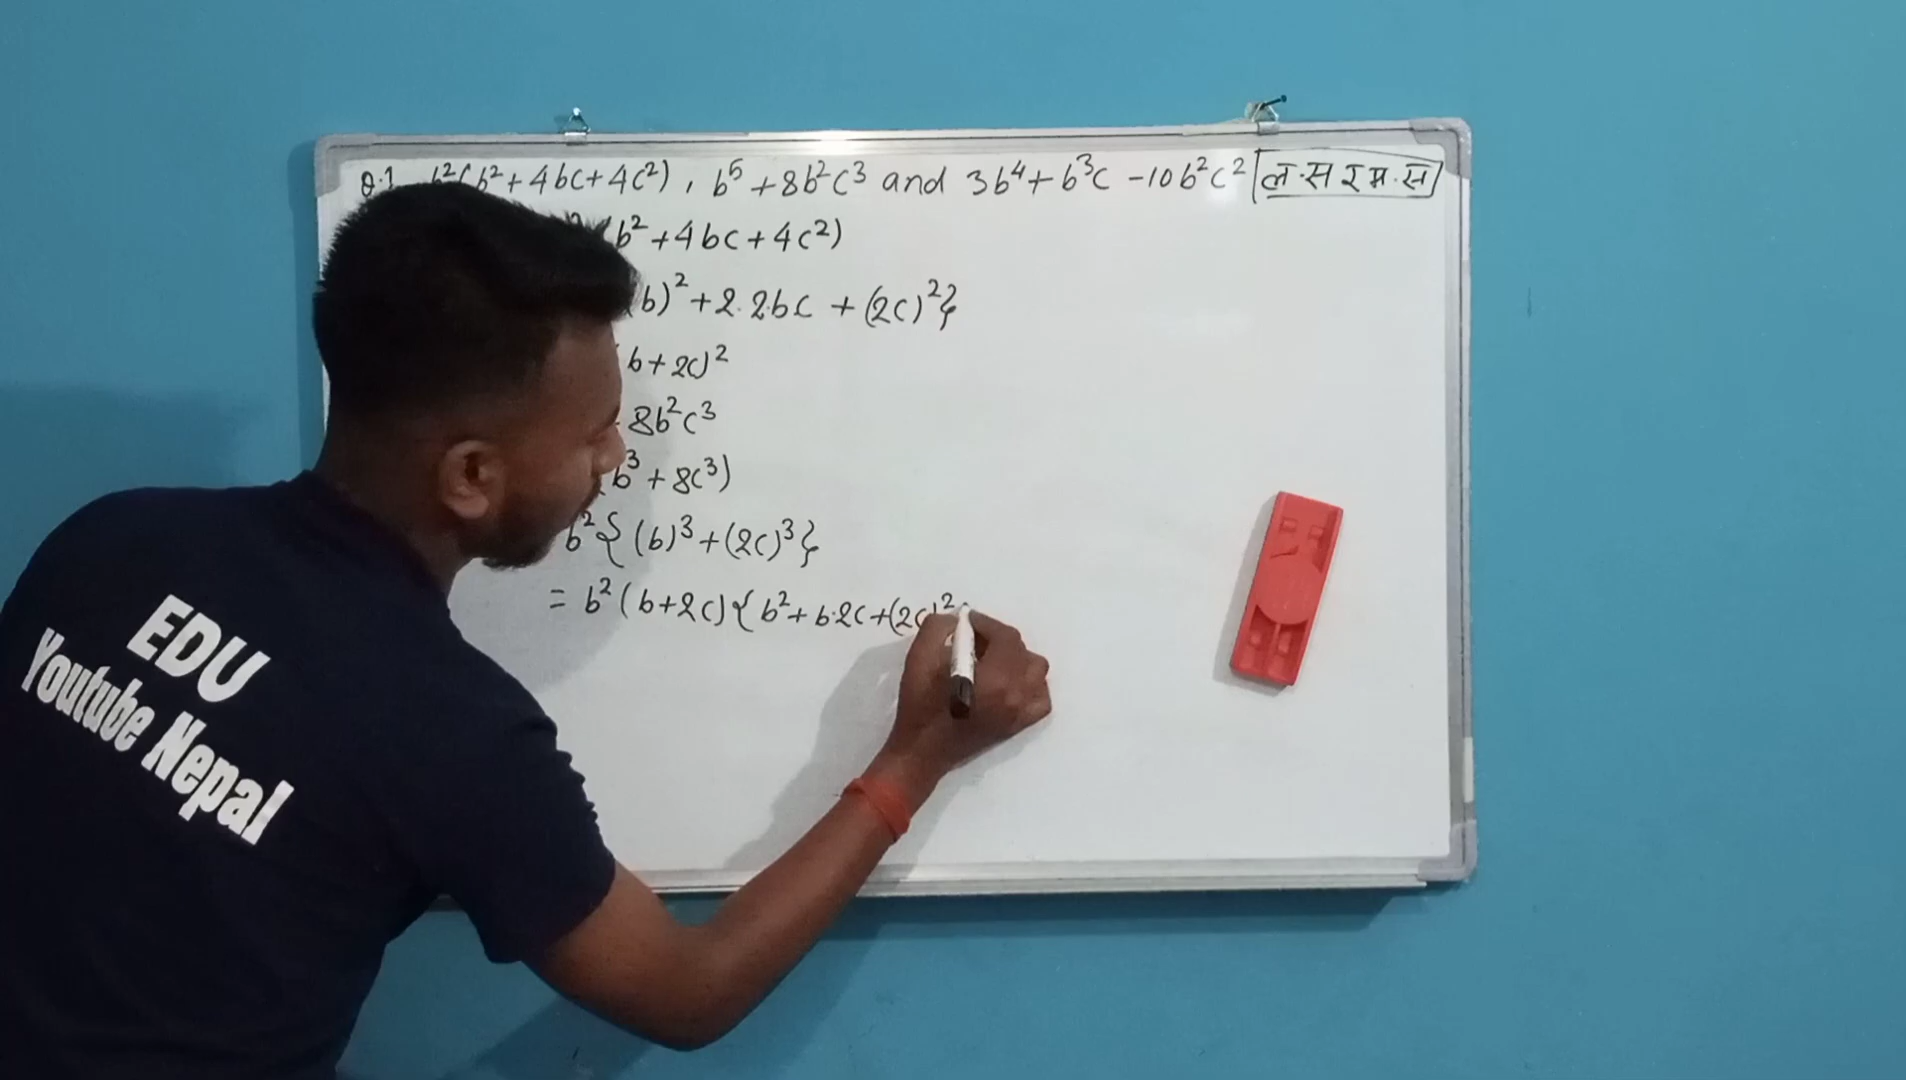 Q.1 b²(b²+4bc+4c²), b⁵+8b²c³ and 3b⁴+b³c-10b²c² ल.स र म.स
(b²+4bc+4c²)
b)²+2.2bc+(2c)²}
b+2c)²
8b²c³
(b³+8c³)
b²{(b)³+(2c)³}
= b²(b+2c){b²+b.2c+(2c)²
EDU
Youtube Nepal